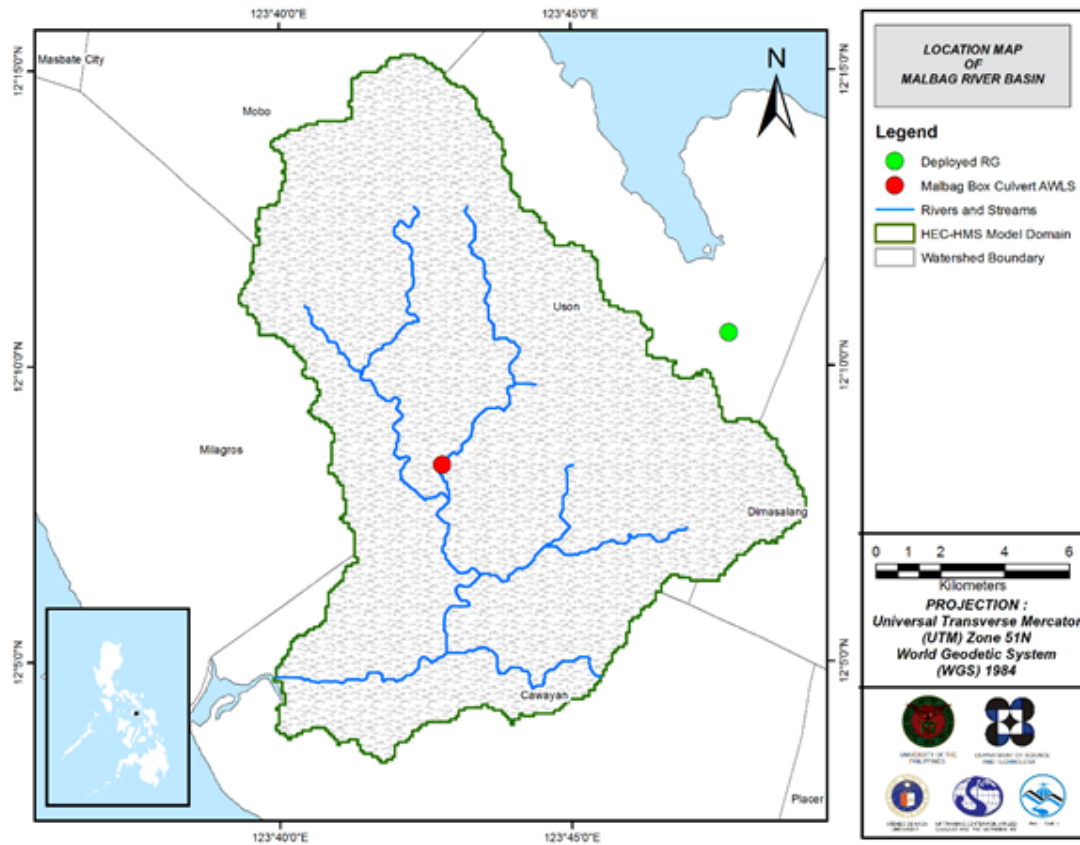 123°40'0"E
123°45'0"E
12°15'0"N
12°15'0"N
Masbate City
Mobo
N
Uson
12°10'0"N
12°10'0"N
Milagros
Dimasalang
12°5'0"N
12°5'0"N
Cawayan
Placer
123°40'0"E
123°45'0"E
LOCATION MAP
OF
MALBAG RIVER BASIN
Legend
Deployed RG
Malbag Box Culvert AWLS
Rivers and Streams
HEC-HMS Model Domain
Watershed Boundary
0 1 2 4 6
Kilometers
PROJECTION :
Universal Transverse Mercator
(UTM) Zone 51N
World Geodetic System
(WGS) 1984
UNIVERSITY OF THE
PHILIPPINES
DEPARTMENT OF SCIENCE
AND TECHNOLOGY